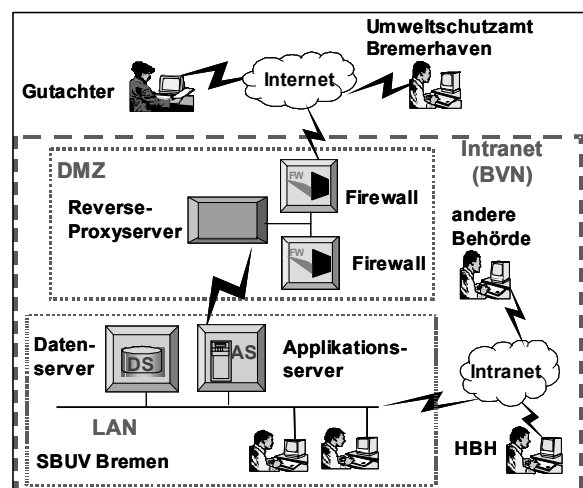 Umweltschutzamt
Bremerhaven
Gutachter
Internet
Intranet
(BVN)
DMZ
FW
Firewall
Reverse-
Proxyserver
FW
Firewall
andere
Behörde
Daten-
server
DS
AS
Applikations-
server
Intranet
LAN
SBUV Bremen
HBH